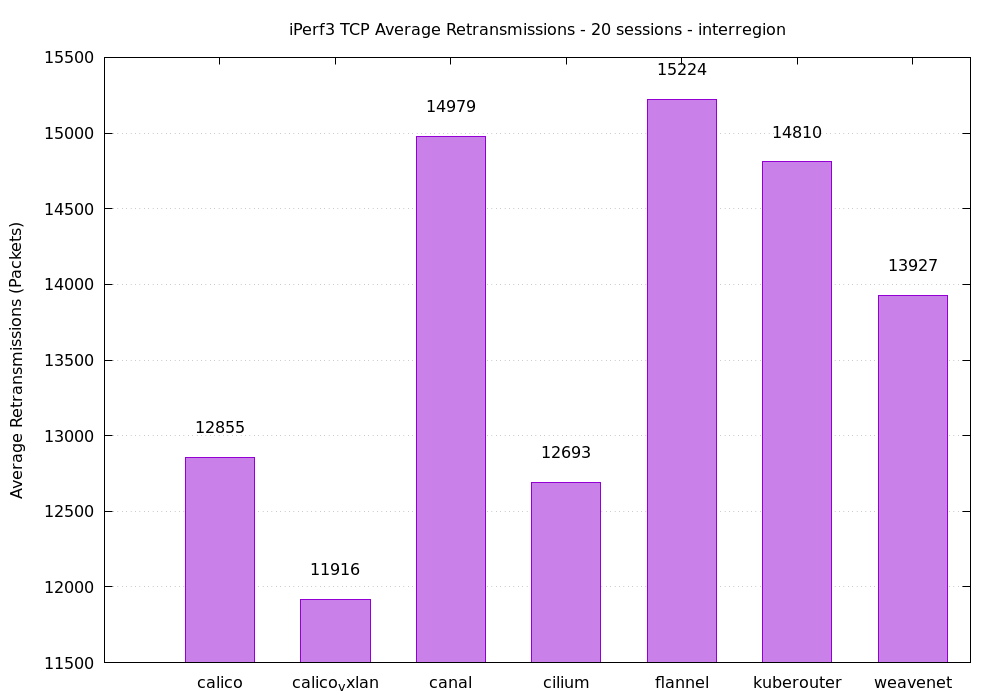 iPerf3 TCP Average Retransmissions - 20 sessions - interregion
Average Retransmissions (Packets)
15500
15000
14500
14000
13500
13000
12500
12000
11500
12855
11916
14979
12693
15224
14810
13927
calico
calicovxlan
canal
cilium
flannel
kuberouter
weavenet